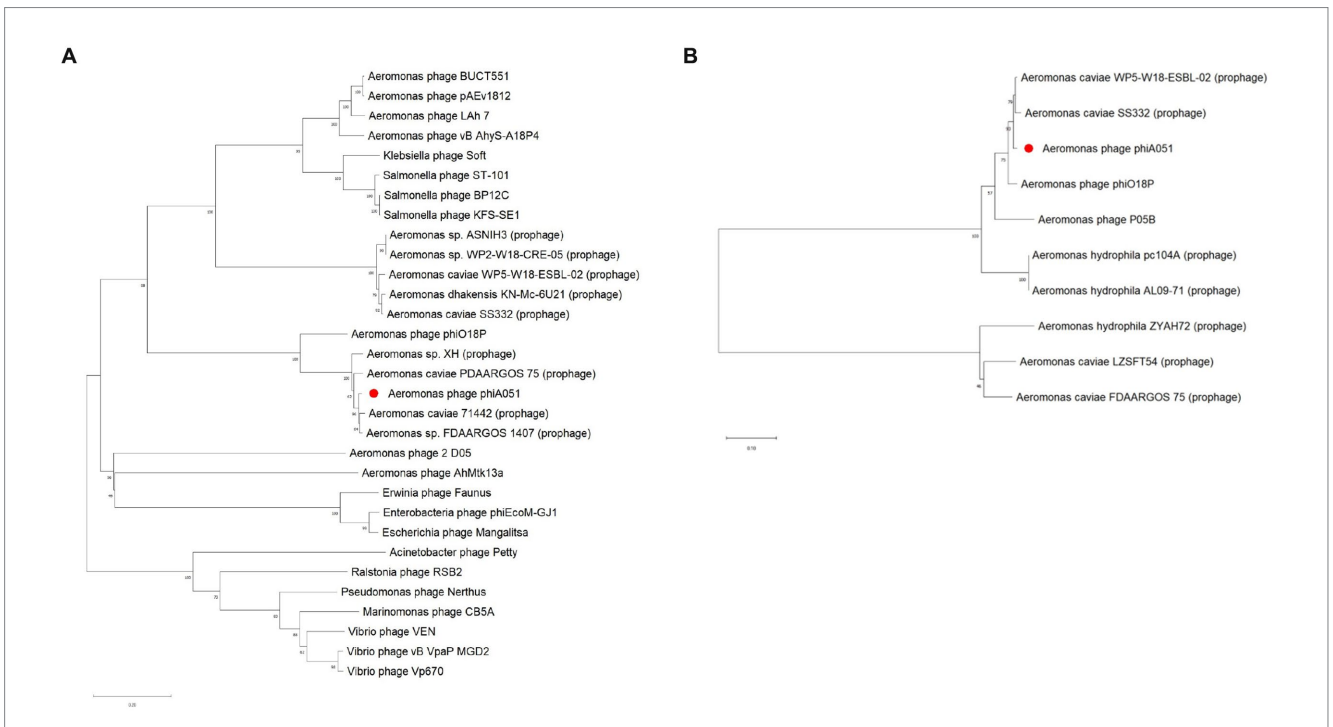 A
Aeromonas phage BUCT551
Aeromonas phage pAEv1812
Aeromonas phage LAh 7
Aeromonas phage vB AhyS-A18P4
Klebsiella phage Soft
Salmonella phage ST-101
Salmonella phage BP12C
Salmonella phage KFS-SE1
Aeromonas sp. ASNIH3 (prophage)
Aeromonas sp. WP2-W18-CRE-05 (prophage)
Aeromonas caviae WP5-W18-ESBL-02 (prophage)
Aeromonas dhakensis KN-Mc-6U21 (prophage)
Aeromonas caviae SS332 (prophage)
Aeromonas phage phiO18P
Aeromonas sp. XH (prophage)
Aeromonas caviae PDAARGOS 75 (prophage)
Aeromonas phage phiA051
Aeromonas caviae 71442 (prophage)
Aeromonas sp. FDAARGOS 1407 (prophage)
Aeromonas phage 2 D05
Aeromonas phage AhMtk13a
Erwinia phage Faunus
Enterobacteria phage phiEcoM-GJ1
Escherichia phage Mangalitsa
Acinetobacter phage Petty
Ralstonia phage RSB2
Pseudomonas phage Nerthus
Marinomonas phage CB5A
Vibrio phage VEN
Vibrio phage vB VpaP MGD2
Vibrio phage Vp670
0.20
B
Aeromonas caviae WP5-W18-ESBL-02 (prophage)
Aeromonas caviae SS332 (prophage)
Aeromonas phage phiA051
Aeromonas phage phiO18P
Aeromonas phage P05B
Aeromonas hydrophila pc104A (prophage)
Aeromonas hydrophila AL09-71 (prophage)
Aeromonas hydrophila ZYAH72 (prophage)
Aeromonas caviae LZSFT54 (prophage)
Aeromonas caviae FDAARGOS 75 (prophage)
0.10